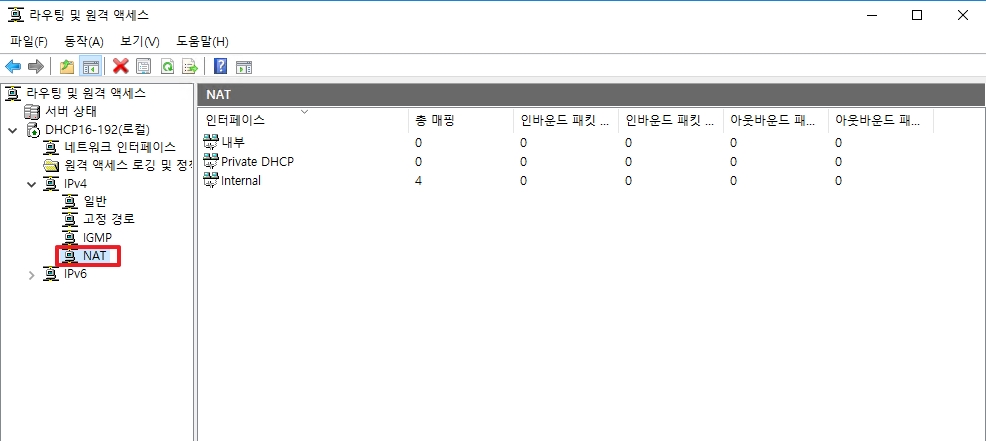 라우팅 및 원격 액세스
파일(F) 동작(A) 보기(V) 도움말(H)
라우팅 및 원격 액세스
서버 상태
DHCP16-192(로컬)
네트워크 인터페이스
원격 액세스 로깅 및 정책
IPv4
일반
고정 경로
IGMP
NAT
IPv6
NAT
인터페이스 총 매핑 인바운드 패킷 ... 인바운드 패킷 ... 아웃바운드 패... 아웃바운드 패...
내부 0 0 0 0 0
Private DHCP 0 0 0 0 0
Internal 4 0 0 0 0